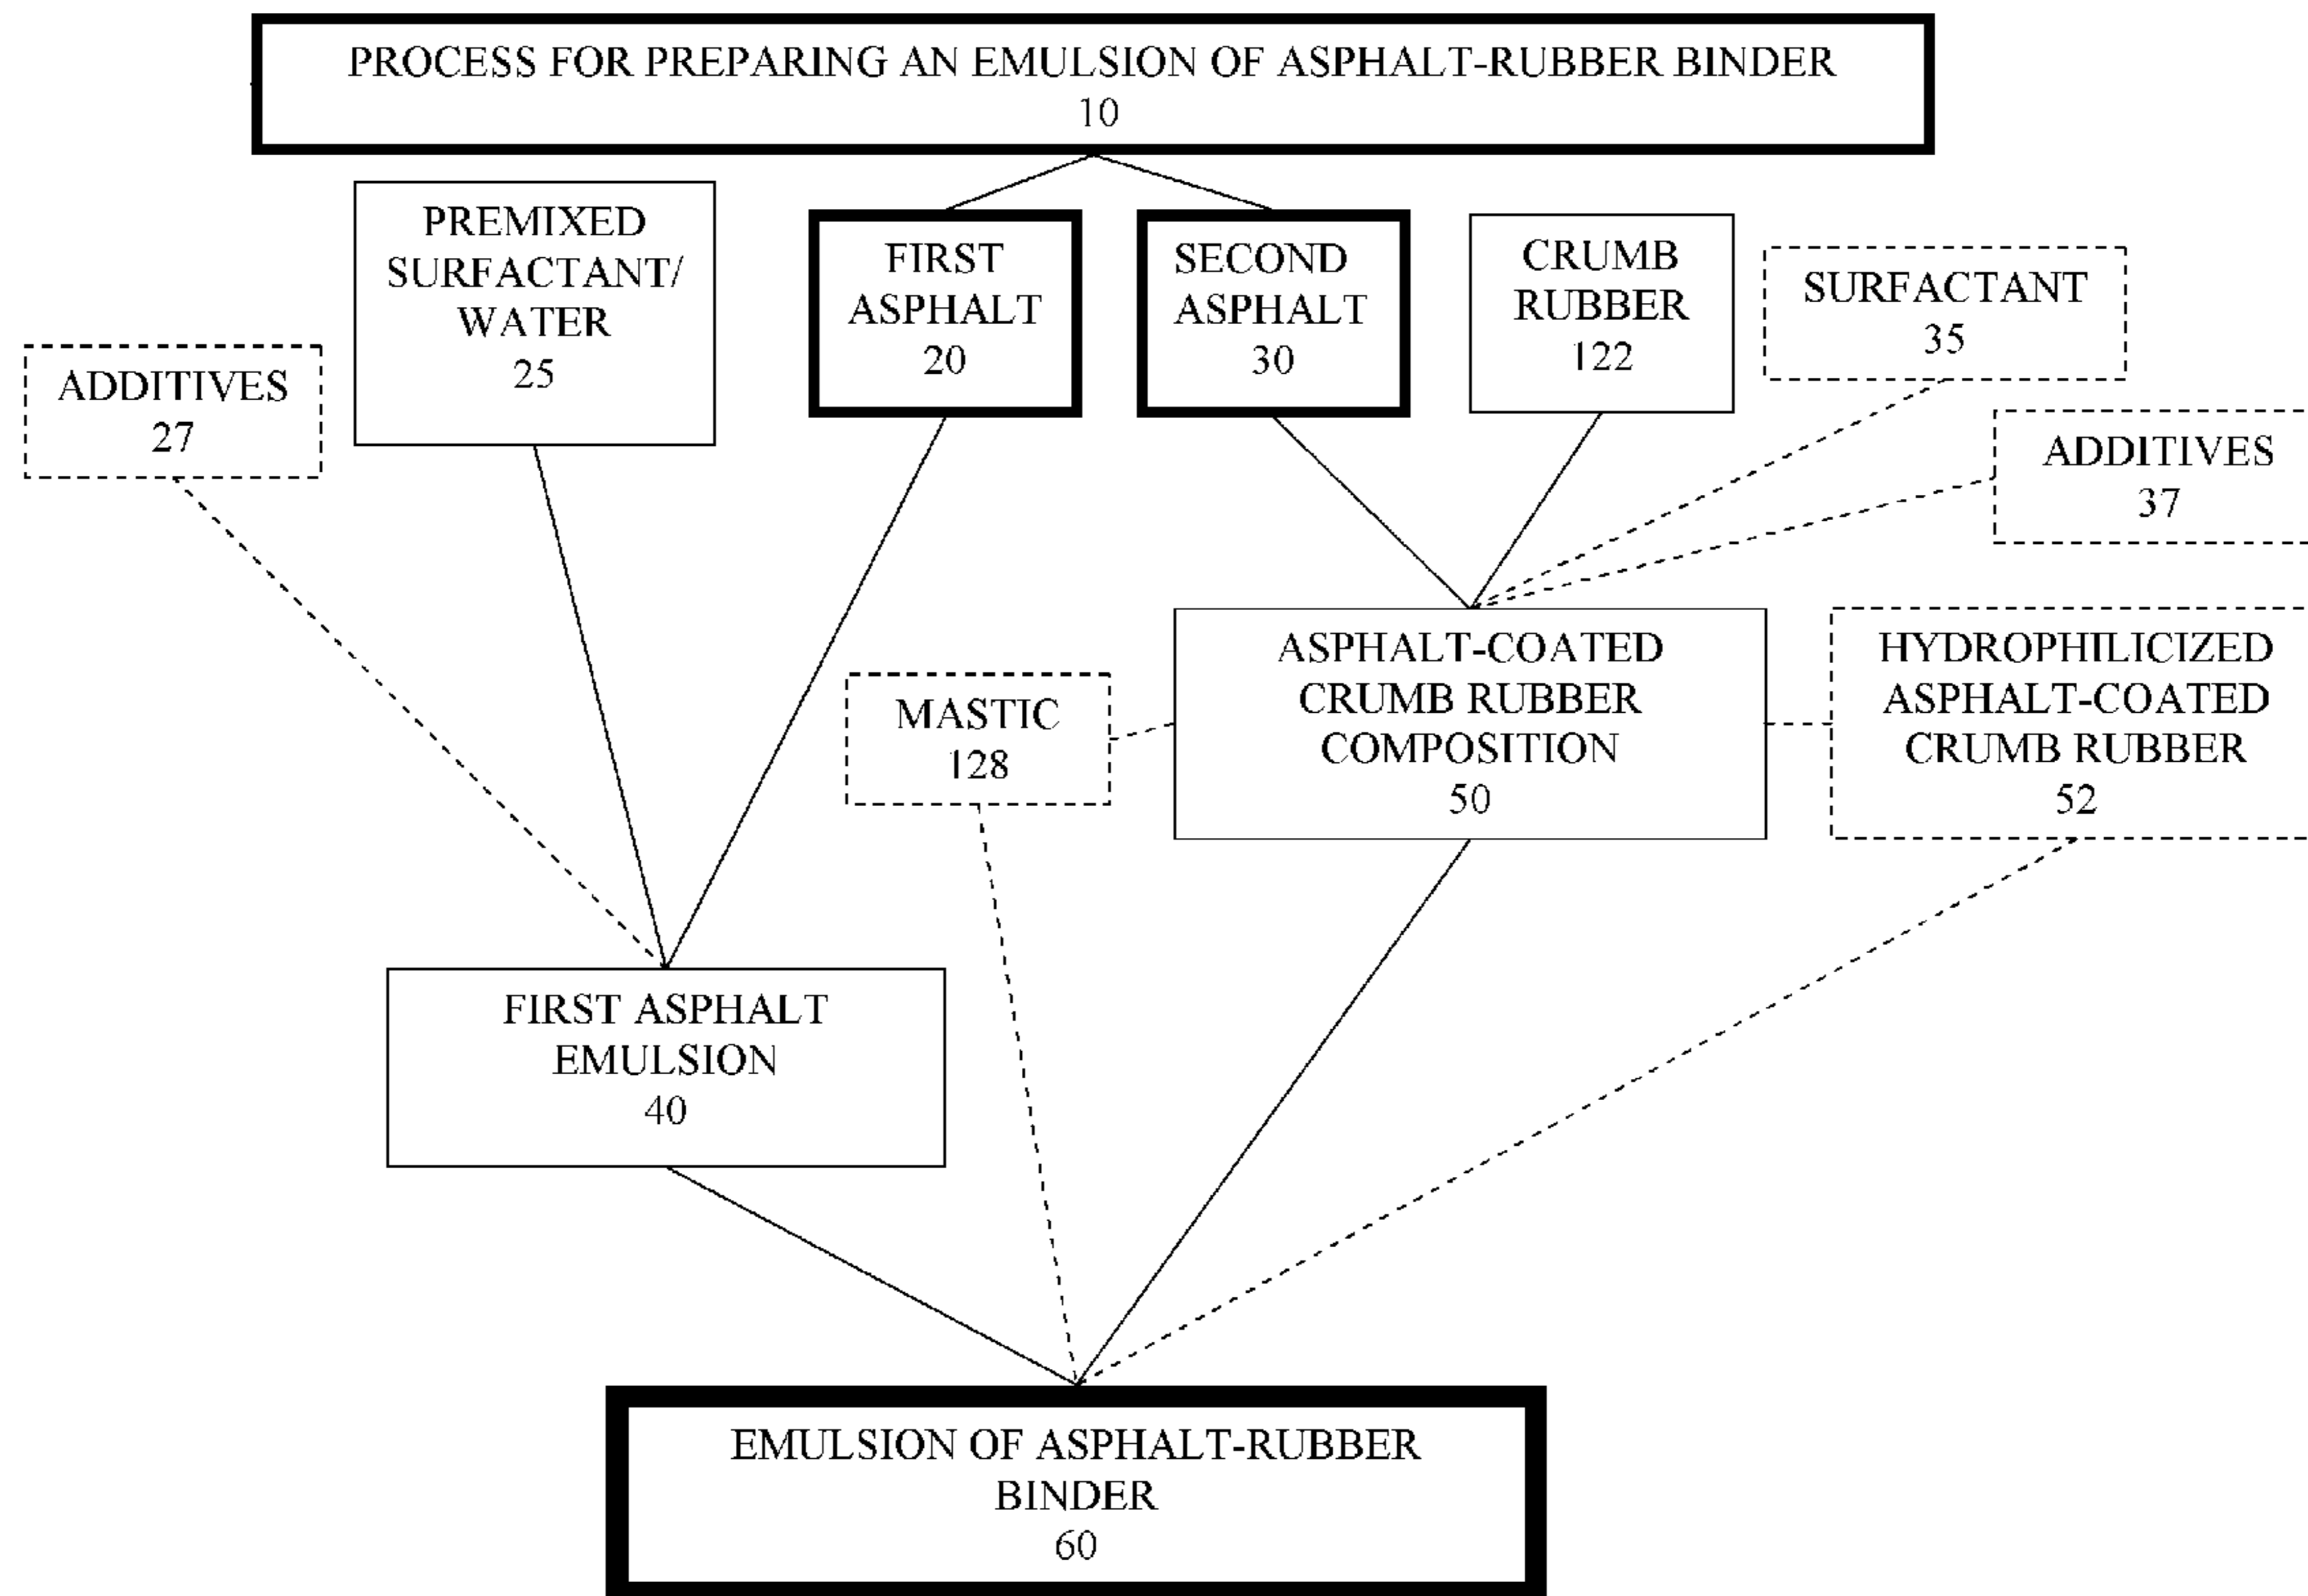 PROCESS FOR PREPARING AN EMULSION OF ASPHALT-RUBBER BINDER
10
PREMIXED
SURFACTANT/
WATER
25
FIRST
ASPHALT
20
SECOND
ASPHALT
30
CRUMB
RUBBER
122
SURFACTANT
35
ADDITIVES
27
ADDITIVES
37
MASTIC
128
ASPHALT-COATED
CRUMB RUBBER
COMPOSITION
50
HYDROPHILICIZED
ASPHALT-COATED
CRUMB RUBBER
52
FIRST ASPHALT
EMULSION
40
EMULSION OF ASPHALT-RUBBER
BINDER
60